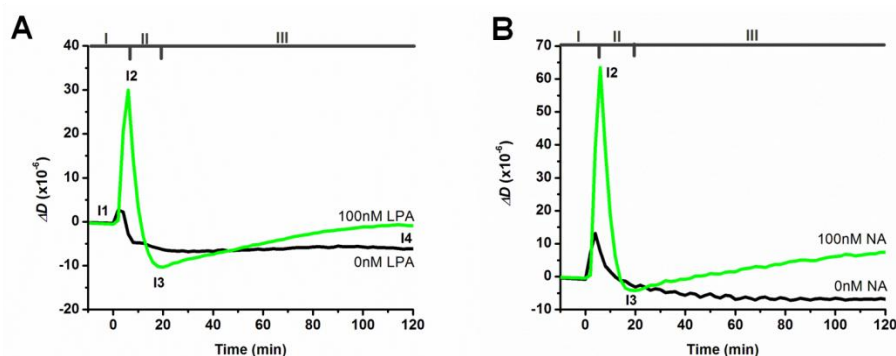 A
I II III
40
I2
30
20
ΔD (x10⁻⁶)
10
I1
0
100nM LPA
I4
0nM LPA
-10
I3
-20
0 20 40 60 80 100 120
Time (min)
B
I II III
70
I2
60
50
40
ΔD (x10⁻⁶)
30
20
10
100nM NA
0
I3
0nM NA
-10
0 20 40 60 80 100 120
Time (min)